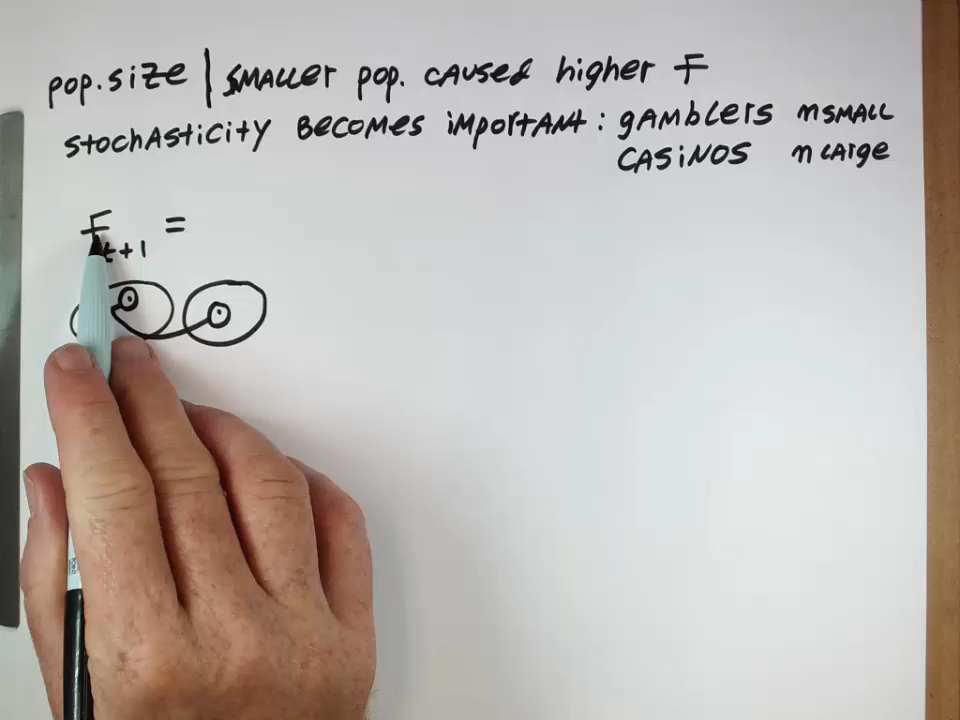 pop.size | smaller pop. caused higher F
stochasticity becomes important: gamblers n small
casinos n large
F t+1 =